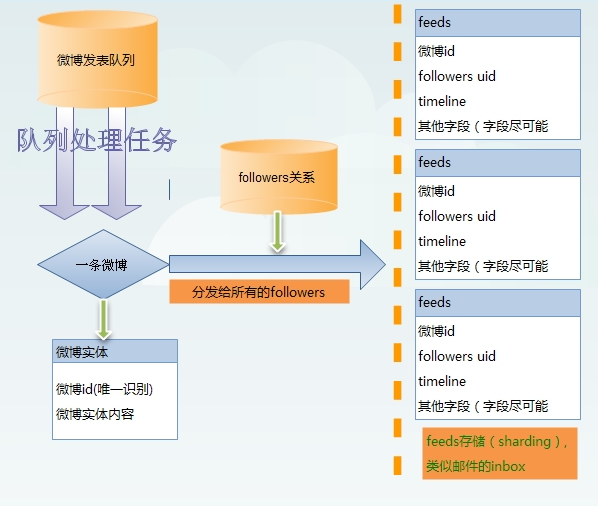 微博发表队列
队列处理任务
followers关系
一条微博
分发给所有的followers
微博实体
微博id(唯一识别)
微博实体内容
feeds
微博id
followers uid
timeline
其他字段（字段尽可能
feeds
微博id
followers uid
timeline
其他字段（字段尽可能
feeds
微博id
followers uid
timeline
其他字段（字段尽可能
feeds存储（sharding）,
类似邮件的inbox